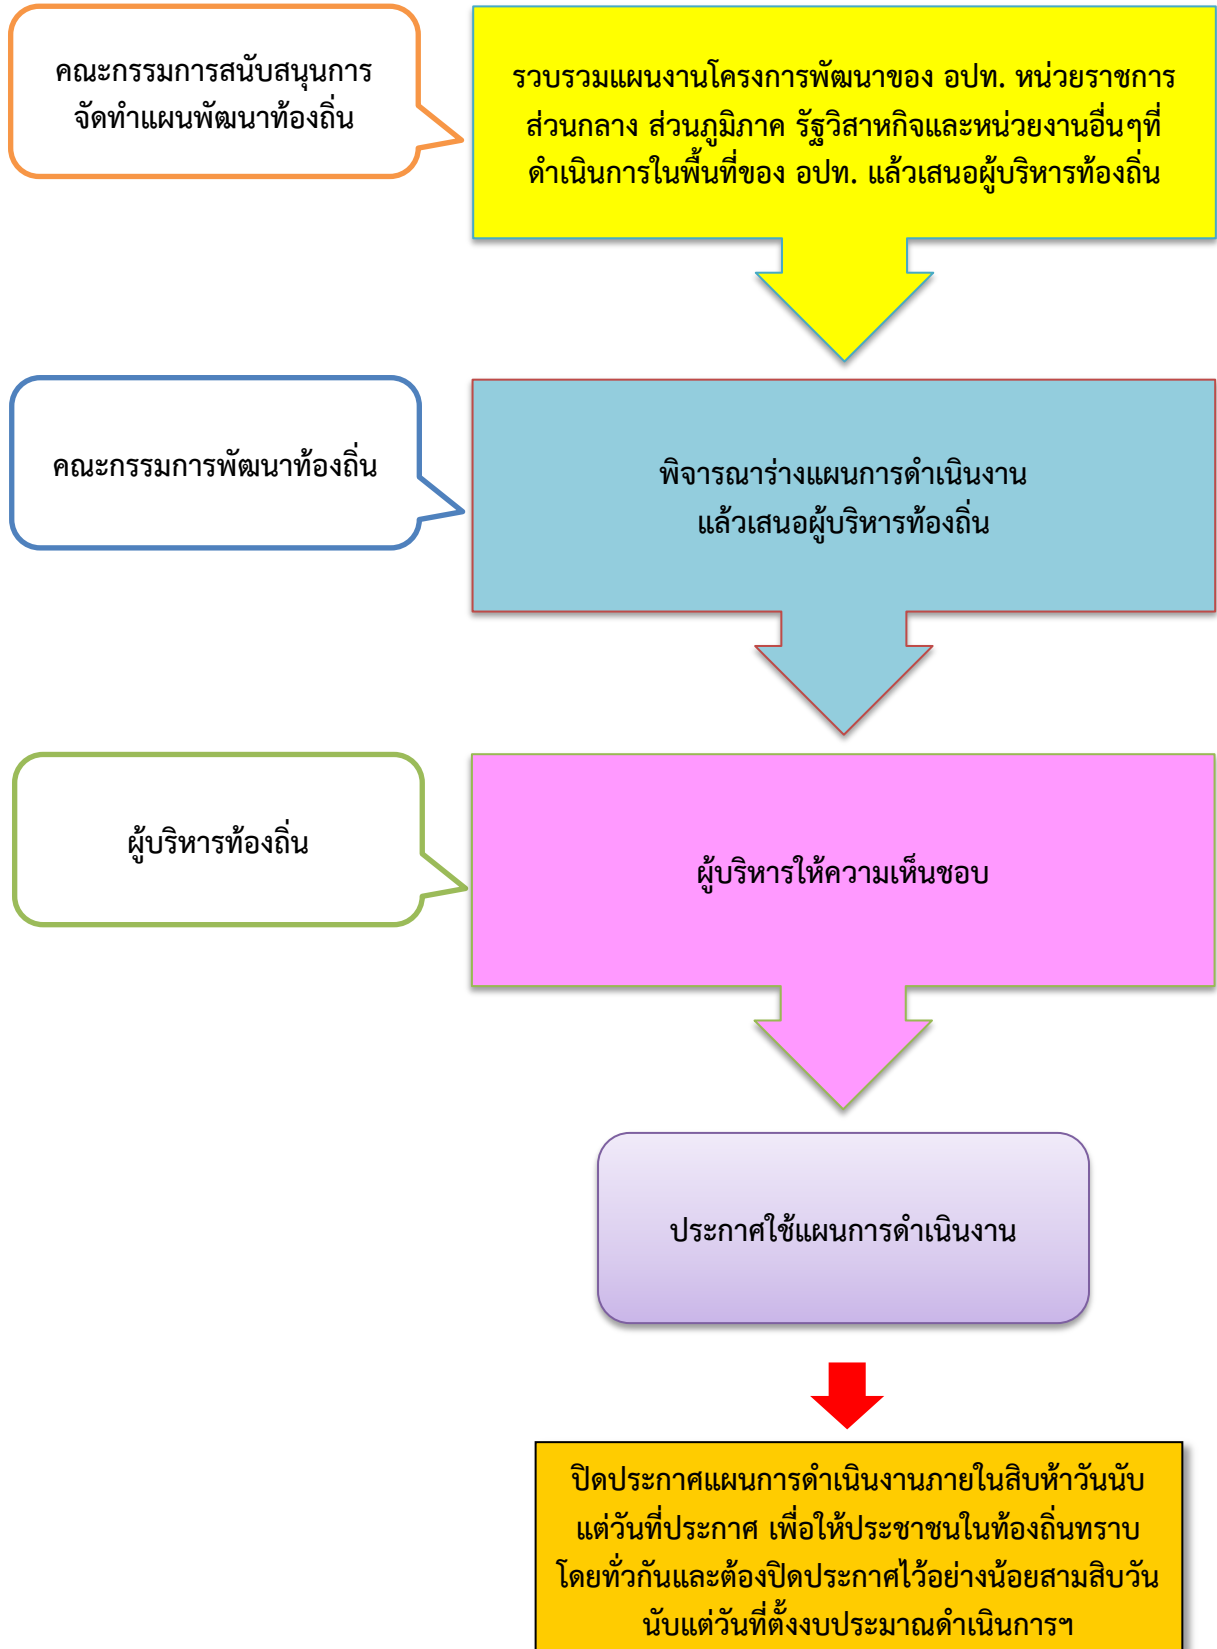 คณะกรรมการสนับสนุนการ
จัดทำแผนพัฒนาท้องถิ่น
รวบรวมแผนงานโครงการพัฒนาของ อปท. หน่วยราชการ
ส่วนกลาง ส่วนภูมิภาค รัฐวิสาหกิจและหน่วยงานอื่นๆที่
ดำเนินการในพื้นที่ของ อปท. แล้วเสนอผู้บริหารท้องถิ่น
คณะกรรมการพัฒนาท้องถิ่น
พิจารณาร่างแผนการดำเนินงาน
แล้วเสนอผู้บริหารท้องถิ่น
ผู้บริหารท้องถิ่น
ผู้บริหารให้ความเห็นชอบ
ประกาศใช้แผนการดำเนินงาน
ปิดประกาศแผนการดำเนินงานภายในสิบห้าวันนับ
แต่วันที่ประกาศ เพื่อให้ประชาชนในท้องถิ่นทราบ
โดยทั่วกันและต้องปิดประกาศไว้อย่างน้อยสามสิบวัน
นับแต่วันที่ตั้งงบประมาณดำเนินการฯ